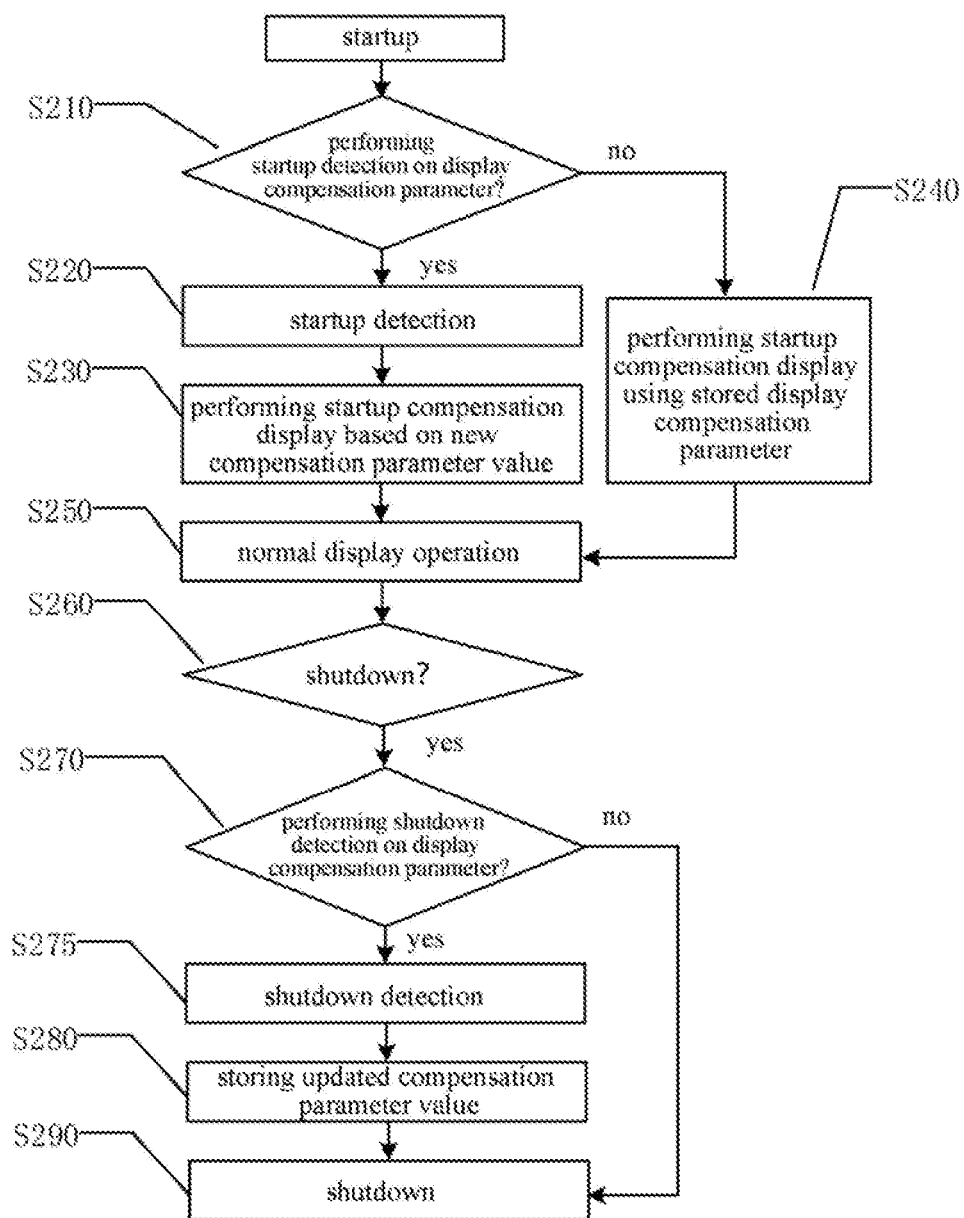 startup
S210
performing
startup detection on display
compensation parameter?
no
S240
yes
S220
startup detection
performing startup
compensation display
using stored display
compensation
parameter
S230
performing startup compensation
display based on new
compensation parameter value
S250
normal display operation
S260
shutdown?
yes
S270
performing shutdown
detection on display
compensation parameter?
no
yes
S275
shutdown detection
S280
storing updated compensation
parameter value
S290
shutdown